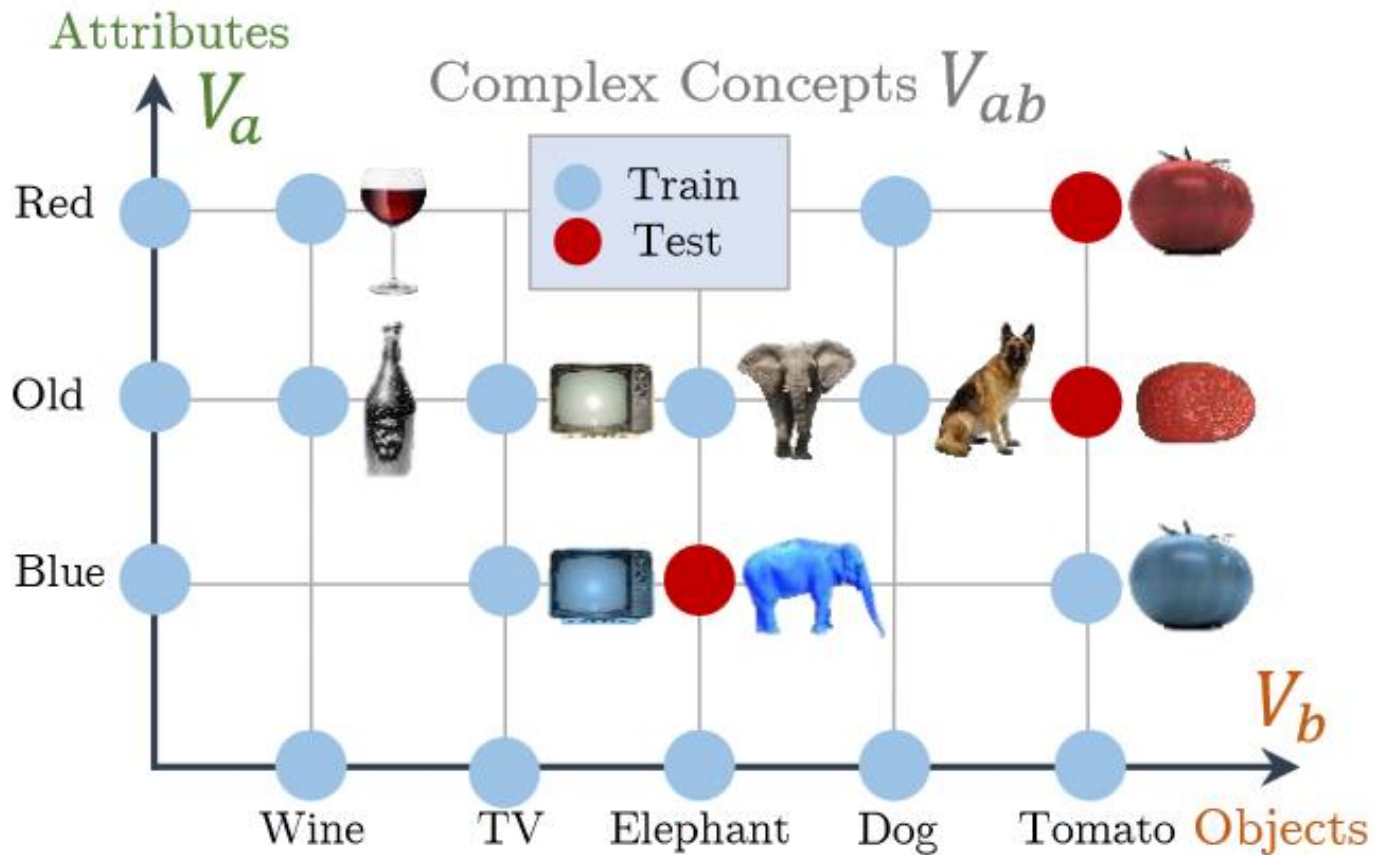 Attributes
V_a
Complex Concepts V_ab
Train
Test
Red
Old
Blue
V_b
Wine TV Elephant Dog Tomato Objects